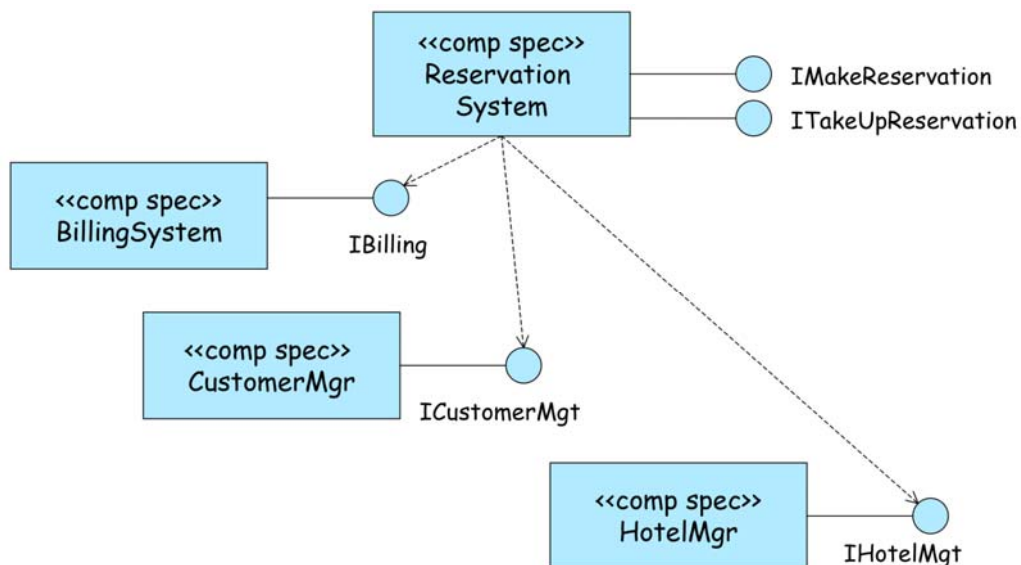 <<comp spec>>
Reservation
System
IMakeReservation
ITakeUpReservation
<<comp spec>>
BillingSystem
IBilling
<<comp spec>>
CustomerMgr
ICustomerMgt
<<comp spec>>
HotelMgr
IHotelMgt